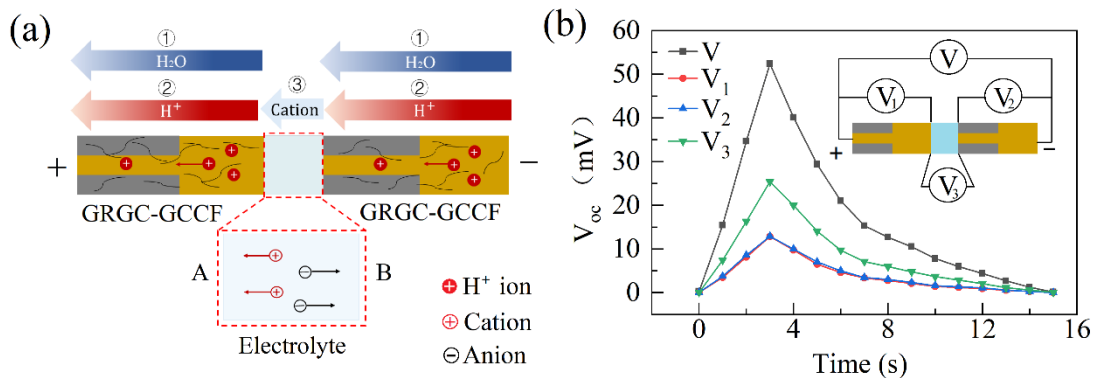 (a)
① ①
H₂O H₂O
② ③ ②
H⁺ Cation H⁺
+ −
GRGC-GCCF GRGC-GCCF
A B
H⁺ ion
Cation
Anion
Electrolyte
(b)
V
V₁
V₂
V₃
V
V₁ V₂
+ −
V₃
Voc (mV)
60
50
40
30
20
10
0
0 4 8 12 16
Time (s)